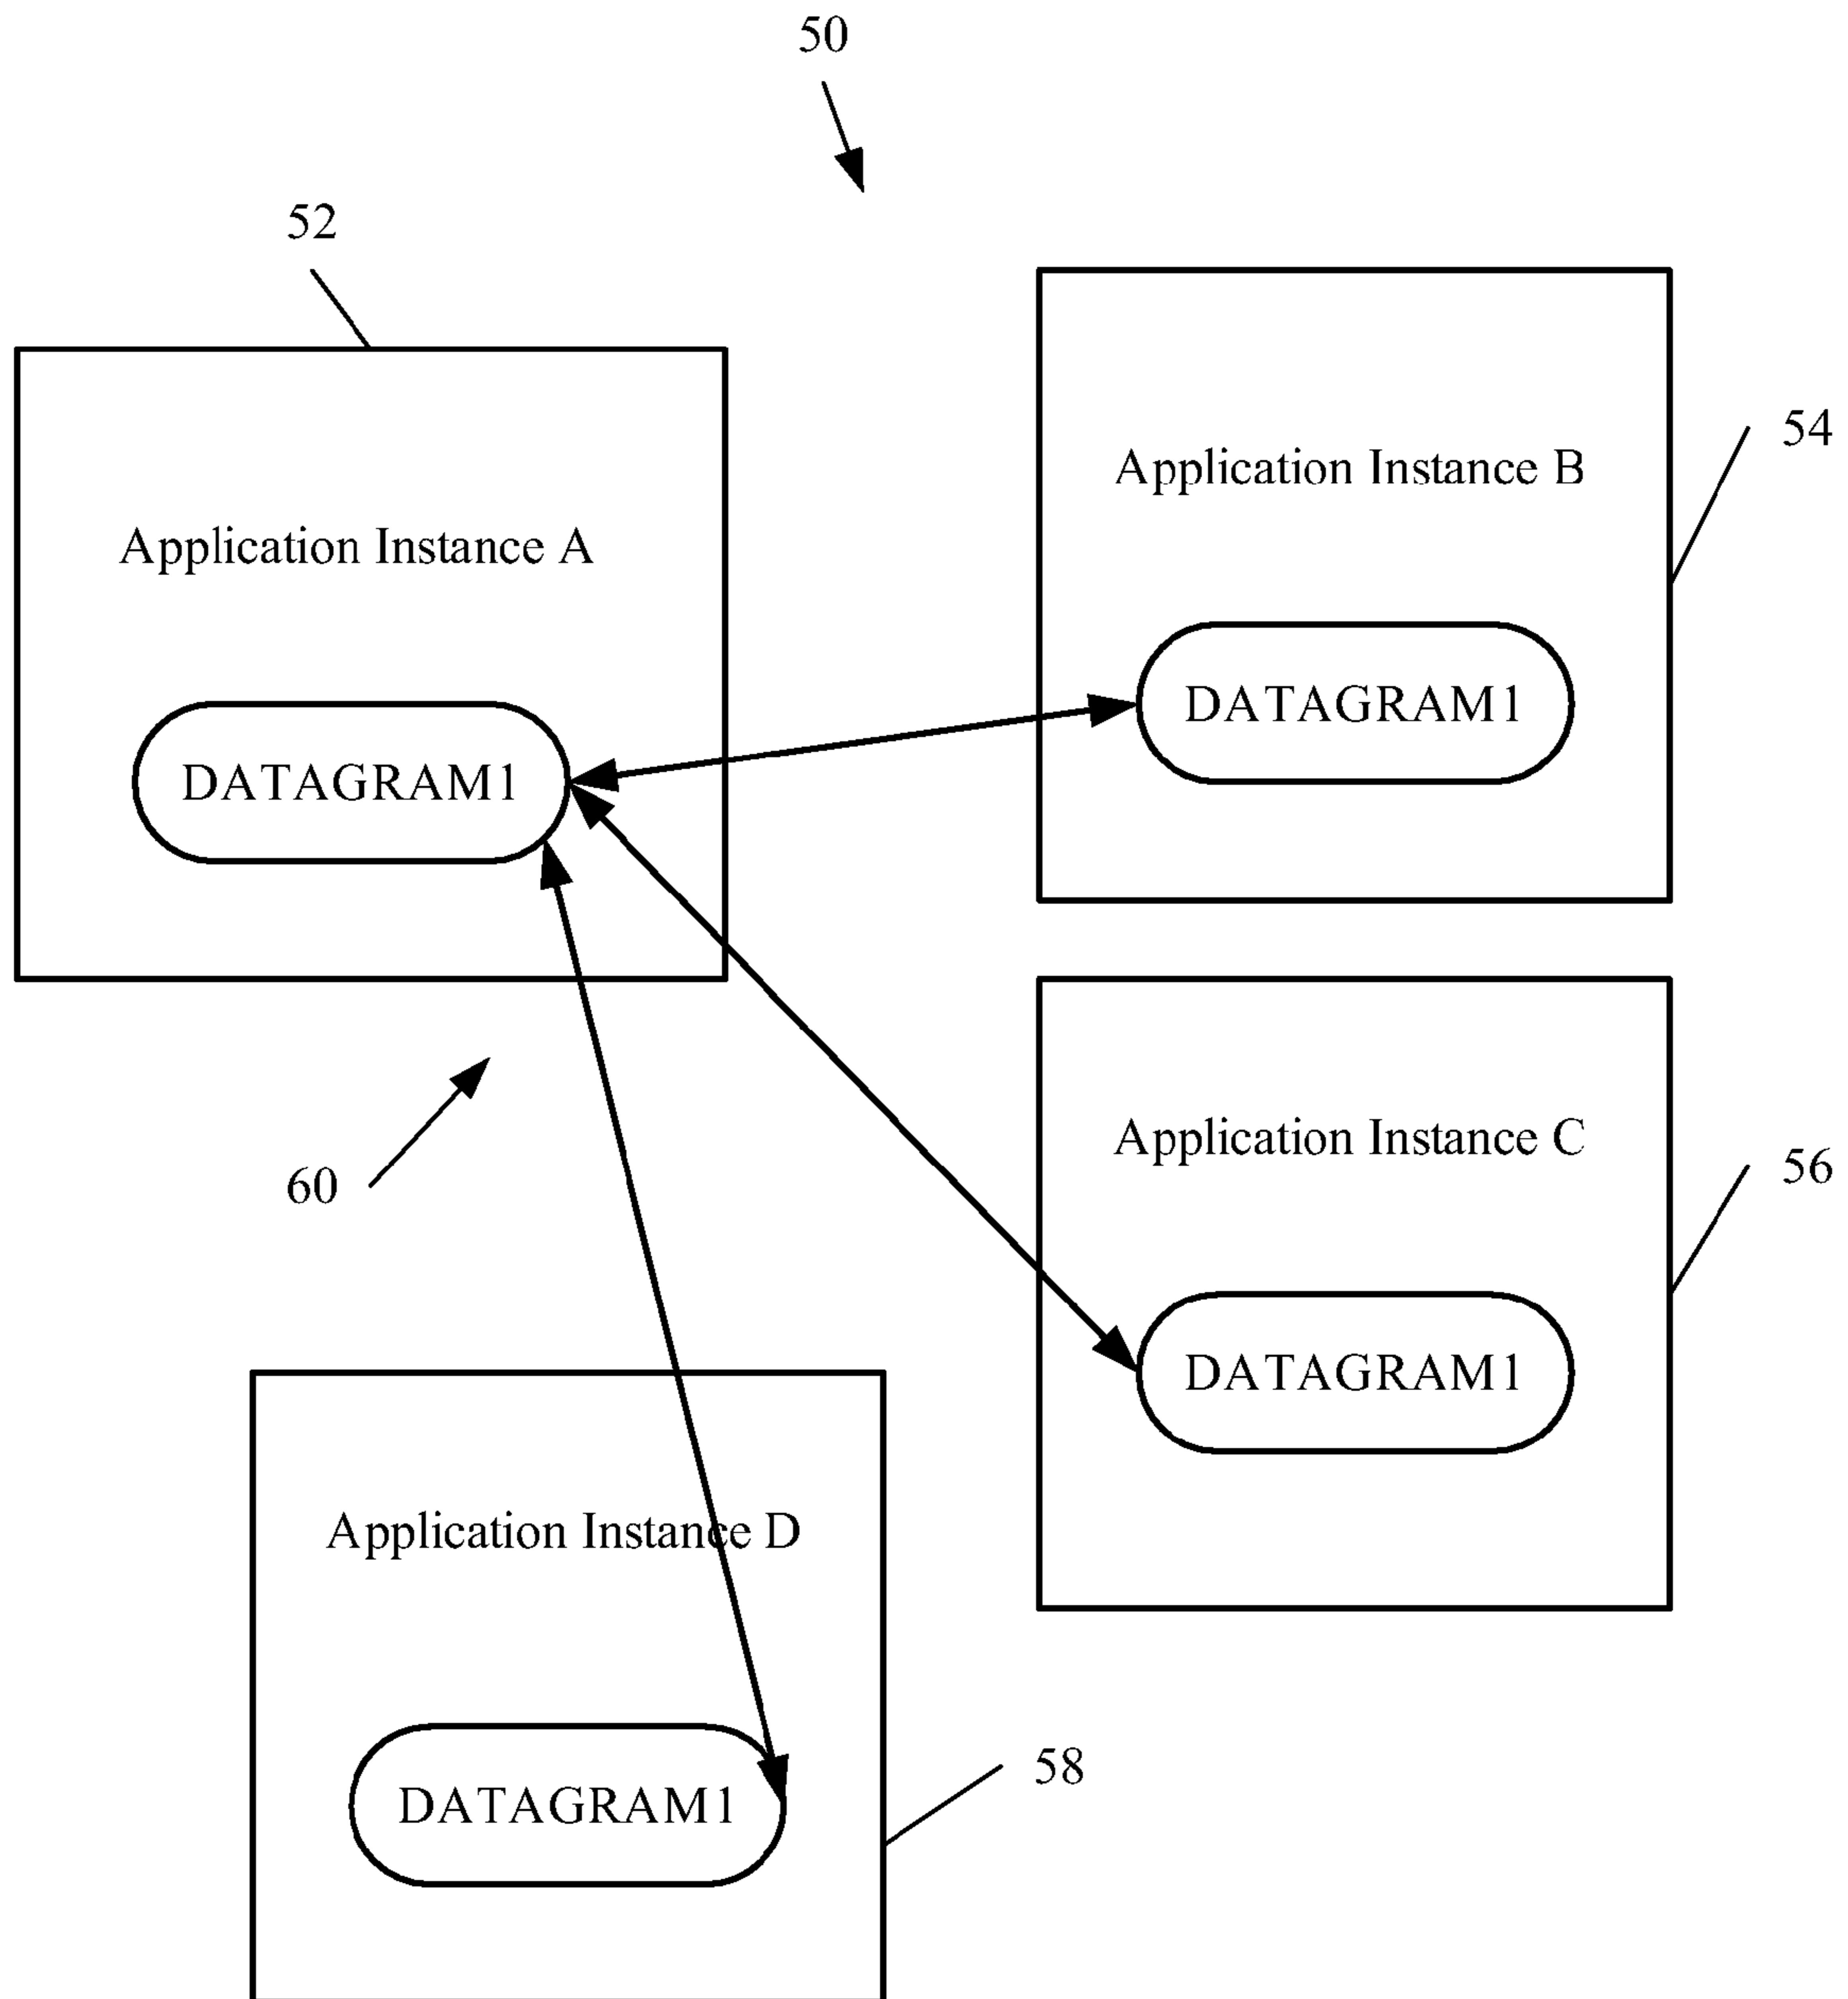 50
52
54
Application Instance B
Application Instance A
DATAGRAM1
DATAGRAM1
Application Instance C
56
60
DATAGRAM1
Application Instance D
58
DATAGRAM1